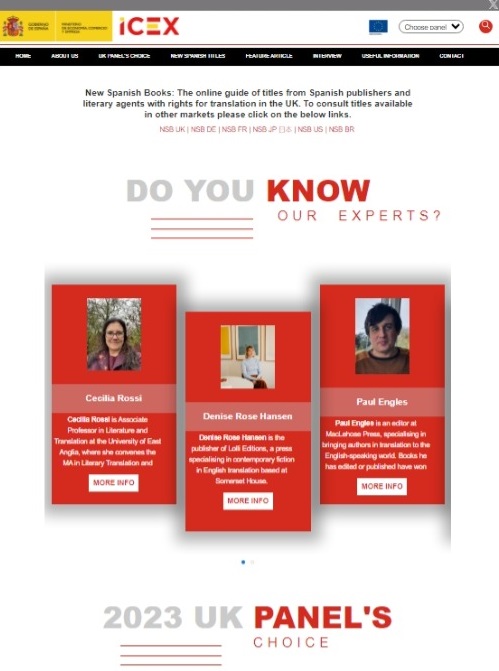 GOBIERNO
DE ESPAÑA
MINISTERIO
DE ECONOMÍA, COMERCIO
Y EMPRESA
ICEX
Choose panel
HOME
ABOUT US
UK PANEL'S CHOICE
NEW SPANISH TITLES
FEATURE ARTICLE
INTERVIEW
USEFUL INFORMATION
CONTACT
New Spanish Books: The online guide of titles from Spanish publishers and
literary agents with rights for translation in the UK. To consult titles available
in other markets please click on the below links.
NSB UK | NSB DE | NSB FR | NSB JP 日本 | NSB US | NSB BR
DO YOU KNOW
OUR EXPERTS?
Cecilia Rossi
Cecilia Rossi is Associate
Professor in Literature and
Translation at the University of East
Anglia, where she convenes the
MA in Literary Translation and
MORE INFO
Denise Rose Hansen
Denise Rose Hansen is the
publisher of Lolli Editions, a press
specialising in contemporary fiction
in English translation based at
Somerset House.
MORE INFO
Paul Engles
Paul Engles is an editor at
MacLehose Press, specialising in
bringing authors in translation to the
English-speaking world. Books he
has edited or published have won
MORE INFO
2023 UK PANEL'S
CHOICE